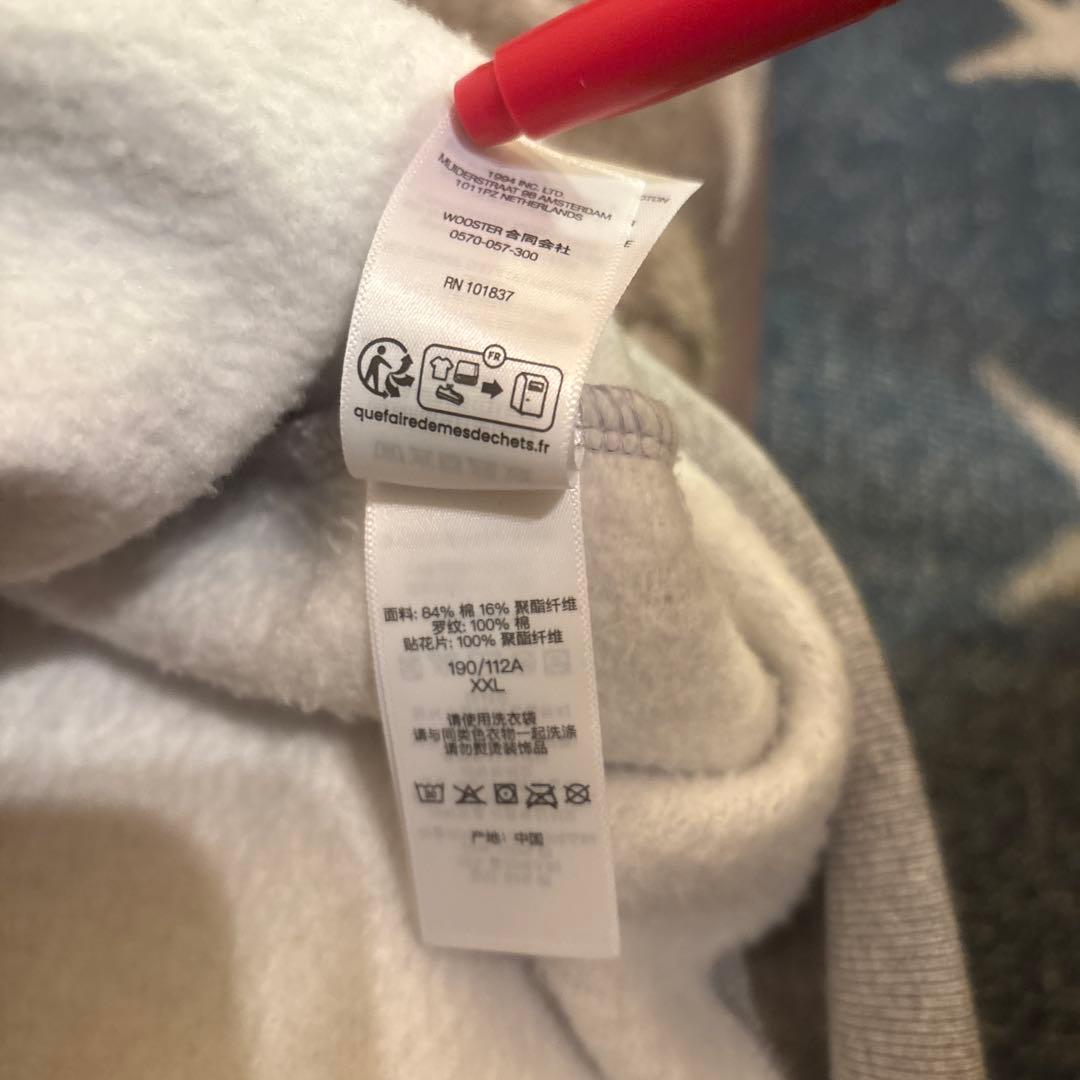 1994 INC. LTD.
MUIDERSTRAAT 98 AMSTERDAM
1011PZ NETHERLANDS
WOOSTER 合同会社
0570-057-300
RN 101837
FR
quefairedemesdechets.fr
面料: 84% 棉 16% 聚酯纤维
罗纹: 100% 棉
贴花片: 100% 聚酯纤维
190/112A
XXL
请使用洗衣袋
请与同类色衣物一起洗涤
请勿熨烫装饰品
产地: 中国